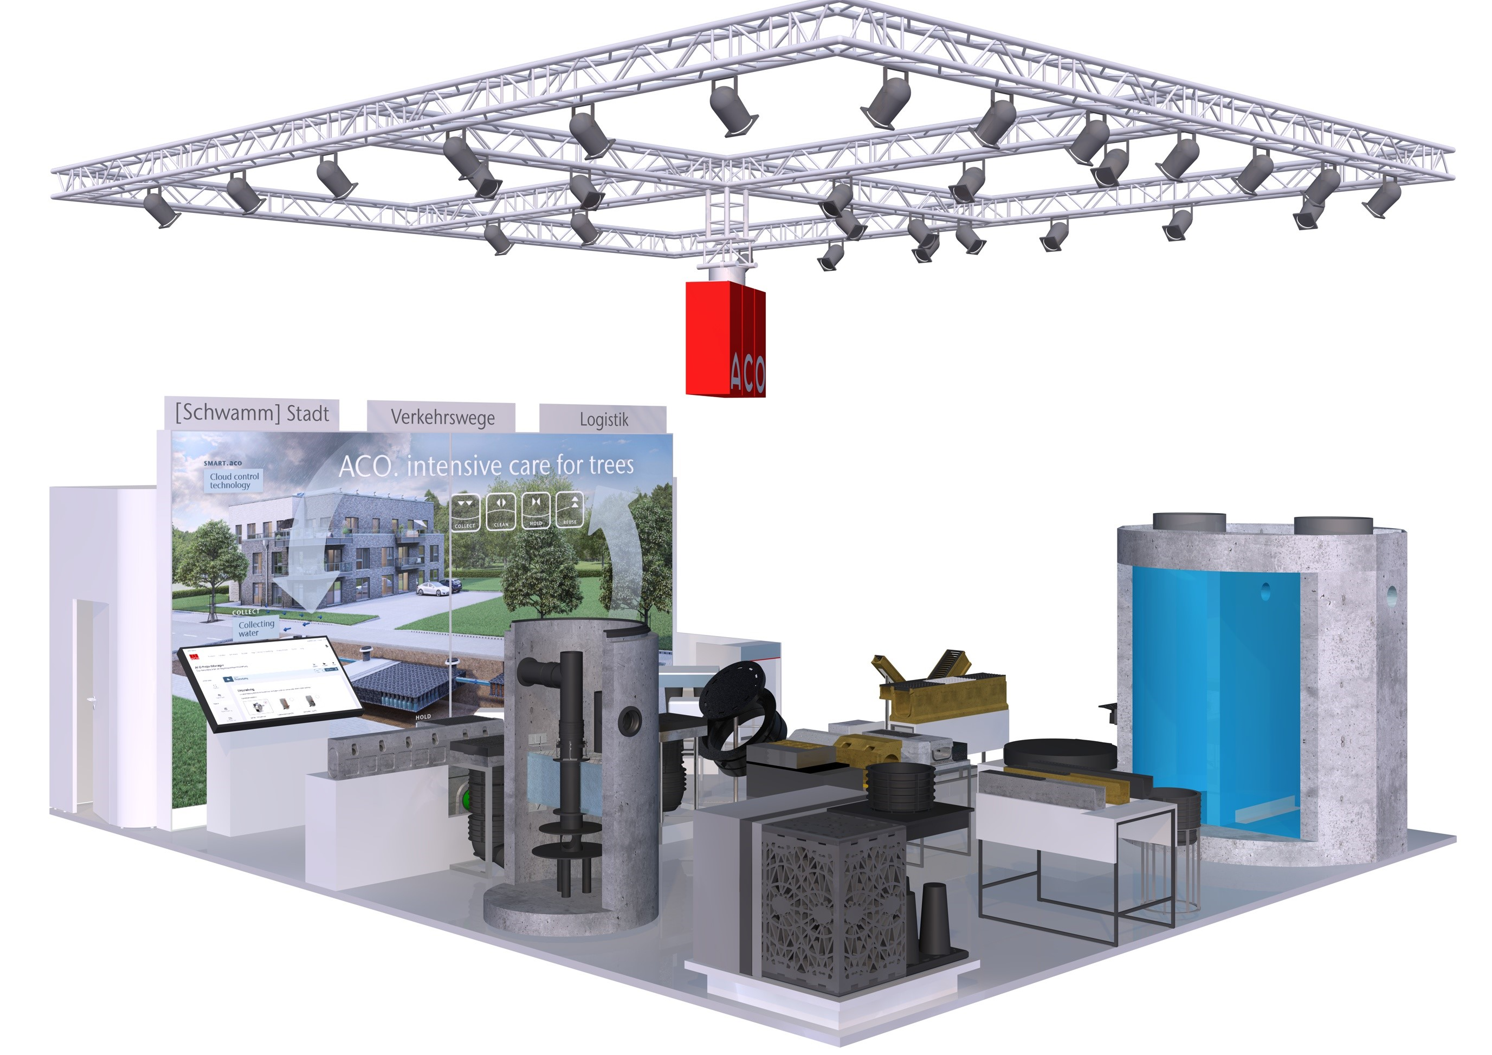 ACO
[Schwamm] Stadt
Verkehrswege
Logistik
SMART.aco
Cloud control
technology
ACO. intensive care for trees
COLLECT
CLEAN
HOLD
COLLECT
Collecting
water
HOLD